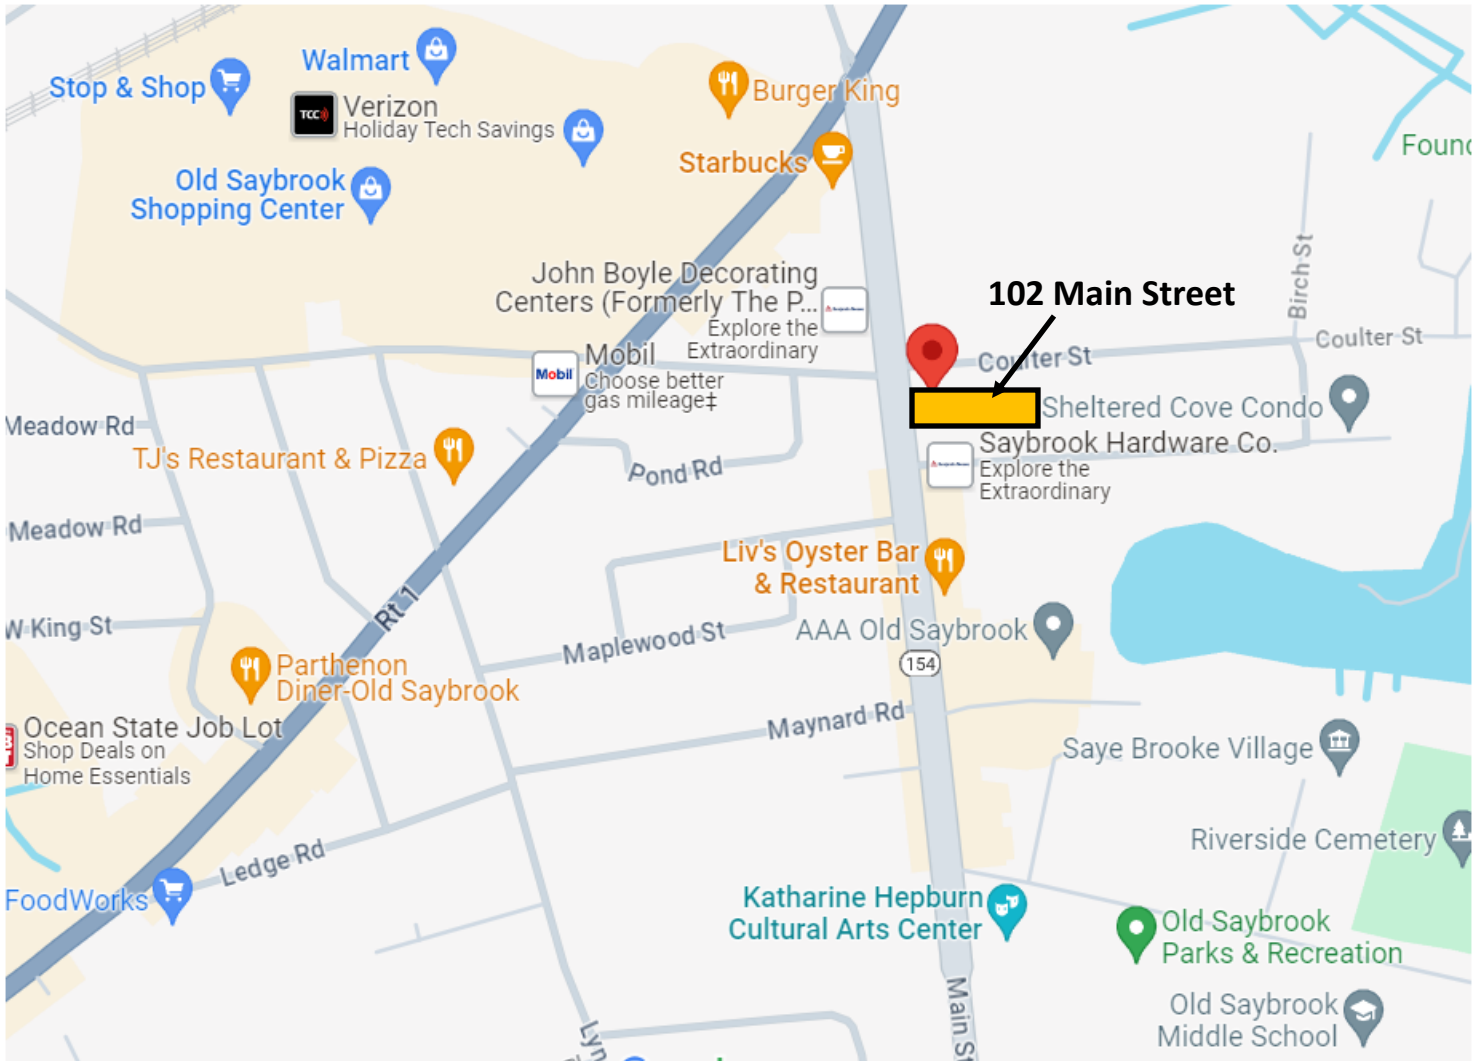 Walmart
Stop & Shop
TCC
Verizon
Holiday Tech Savings
Burger King
Starbucks
Old Saybrook
Shopping Center
Foun
Birch St
John Boyle Decorating
Centers (Formerly The P...
Explore the
Extraordinary
102 Main Street
Coulter St
Coulter St
Mobil
Mobil
Choose better
gas mileage‡
Meadow Rd
Sheltered Cove Condo
TJ's Restaurant & Pizza
Pond Rd
Saybrook Hardware Co.
Explore the
Extraordinary
Meadow Rd
Liv's Oyster Bar
& Restaurant
Rt 1
W King St
Maplewood St
AAA Old Saybrook
154
Parthenon
Diner-Old Saybrook
Maynard Rd
Ocean State Job Lot
Shop Deals on
Home Essentials
Saye Brooke Village
Riverside Cemetery
Ledge Rd
FoodWorks
Katharine Hepburn
Cultural Arts Center
Old Saybrook
Parks & Recreation
Main St
Old Saybrook
Middle School
Lyn